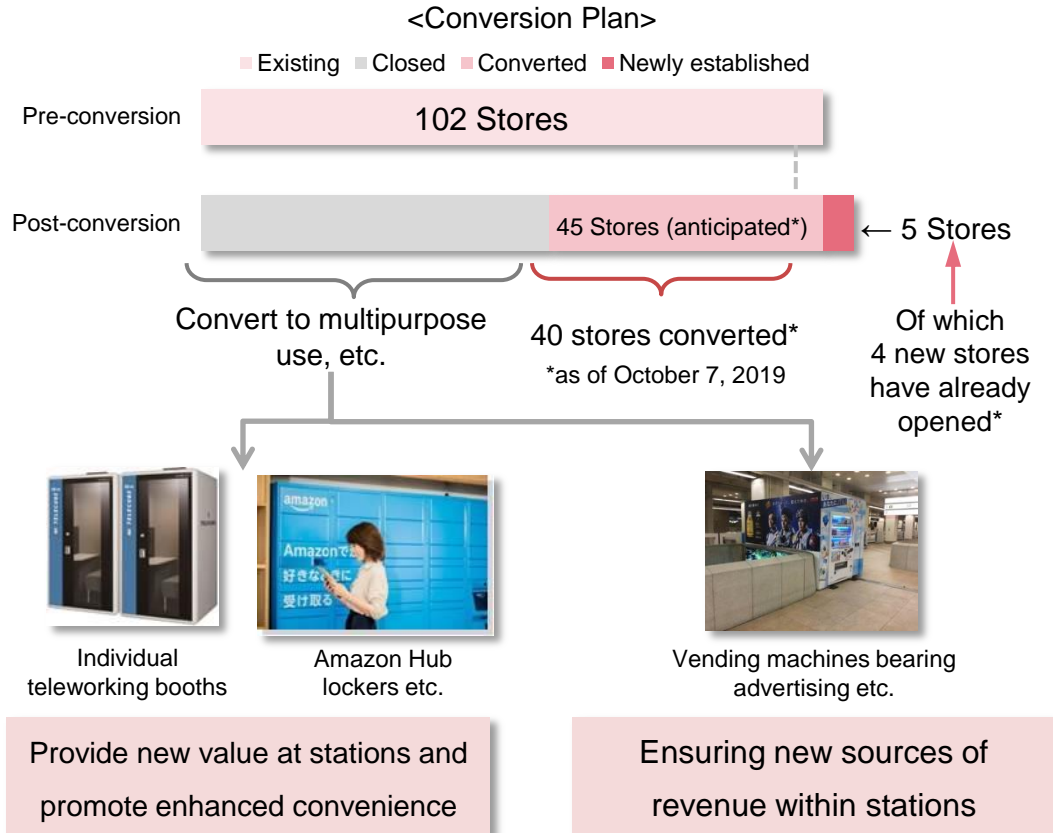 <Conversion Plan>
Existing Closed Converted Newly established
Pre-conversion
102 Stores
Post-conversion
45 Stores (anticipated*)
← 5 Stores
Convert to multipurpose
use, etc.
40 stores converted*
*as of October 7, 2019
Of which
4 new stores
have already
opened*
TELECUBE
TELECUBE
amazon
Amazonで
好きなときに
受け取る
Individual
teleworking booths
Amazon Hub
lockers etc.
Vending machines bearing
advertising etc.
Provide new value at stations and
promote enhanced convenience
Ensuring new sources of
revenue within stations